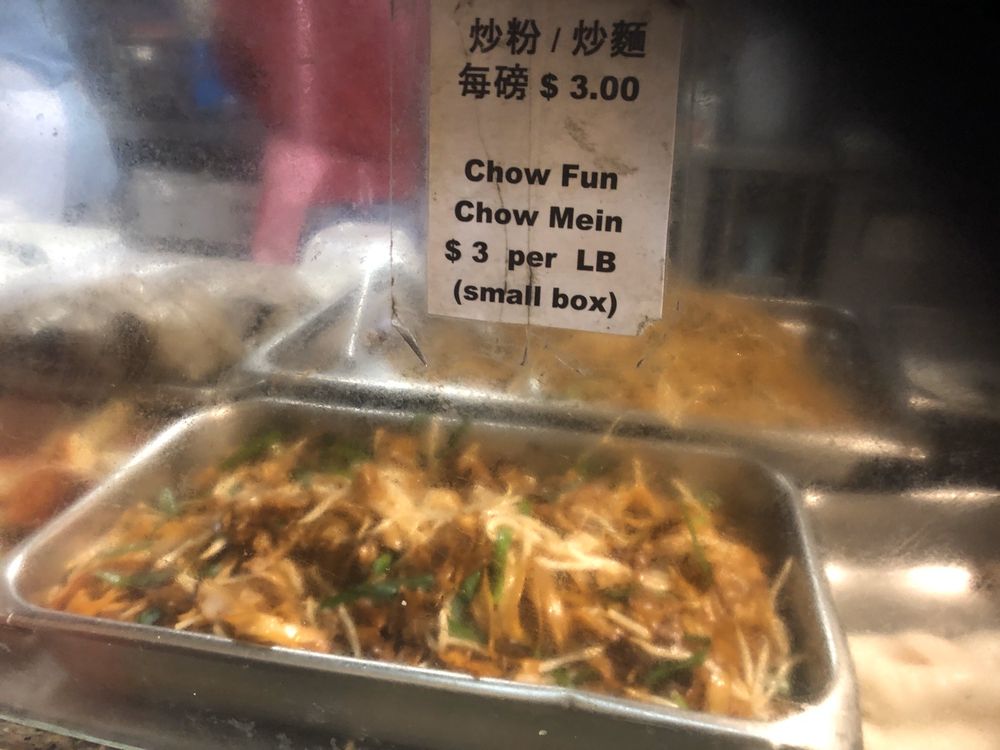 炒粉 / 炒麵
每磅 $ 3.00
Chow Fun
Chow Mein
$ 3 per LB
(small box)